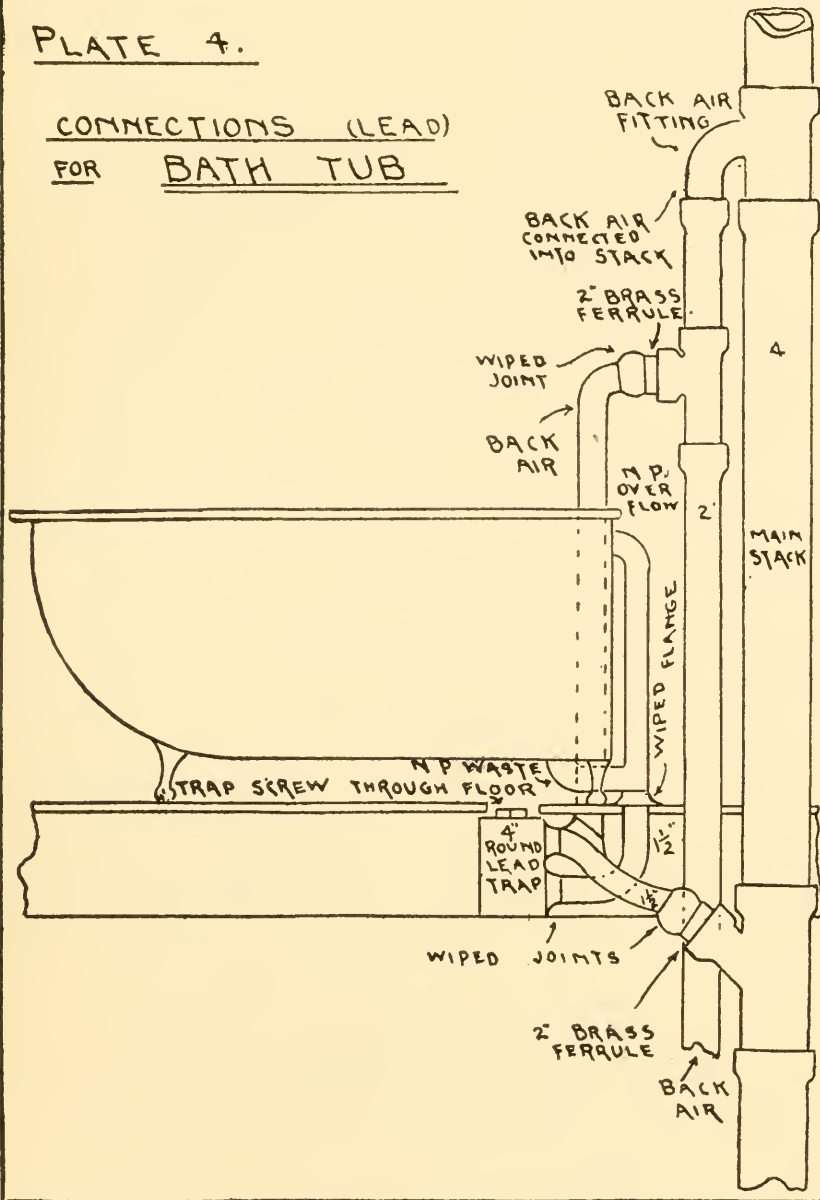 PLATE 4.
CONNECTIONS (LEAD)
FOR BATH TUB
BACK AIR
FITTING
BACK AIR
CONNECTED
INTO STACK
2" BRASS
FERRULE.
WIPED
JOINT
4
BACK
AIR
N P.
OVER
FLOW
2"
MAIN
STACK
WIPED FLANGE
N P WASTE
TRAP SCREW THROUGH FLOOR
4"
ROUND
LEAD
TRAP
1½"
1½"
WIPED JOINTS
2" BRASS
FERRULE
BACK
AIR